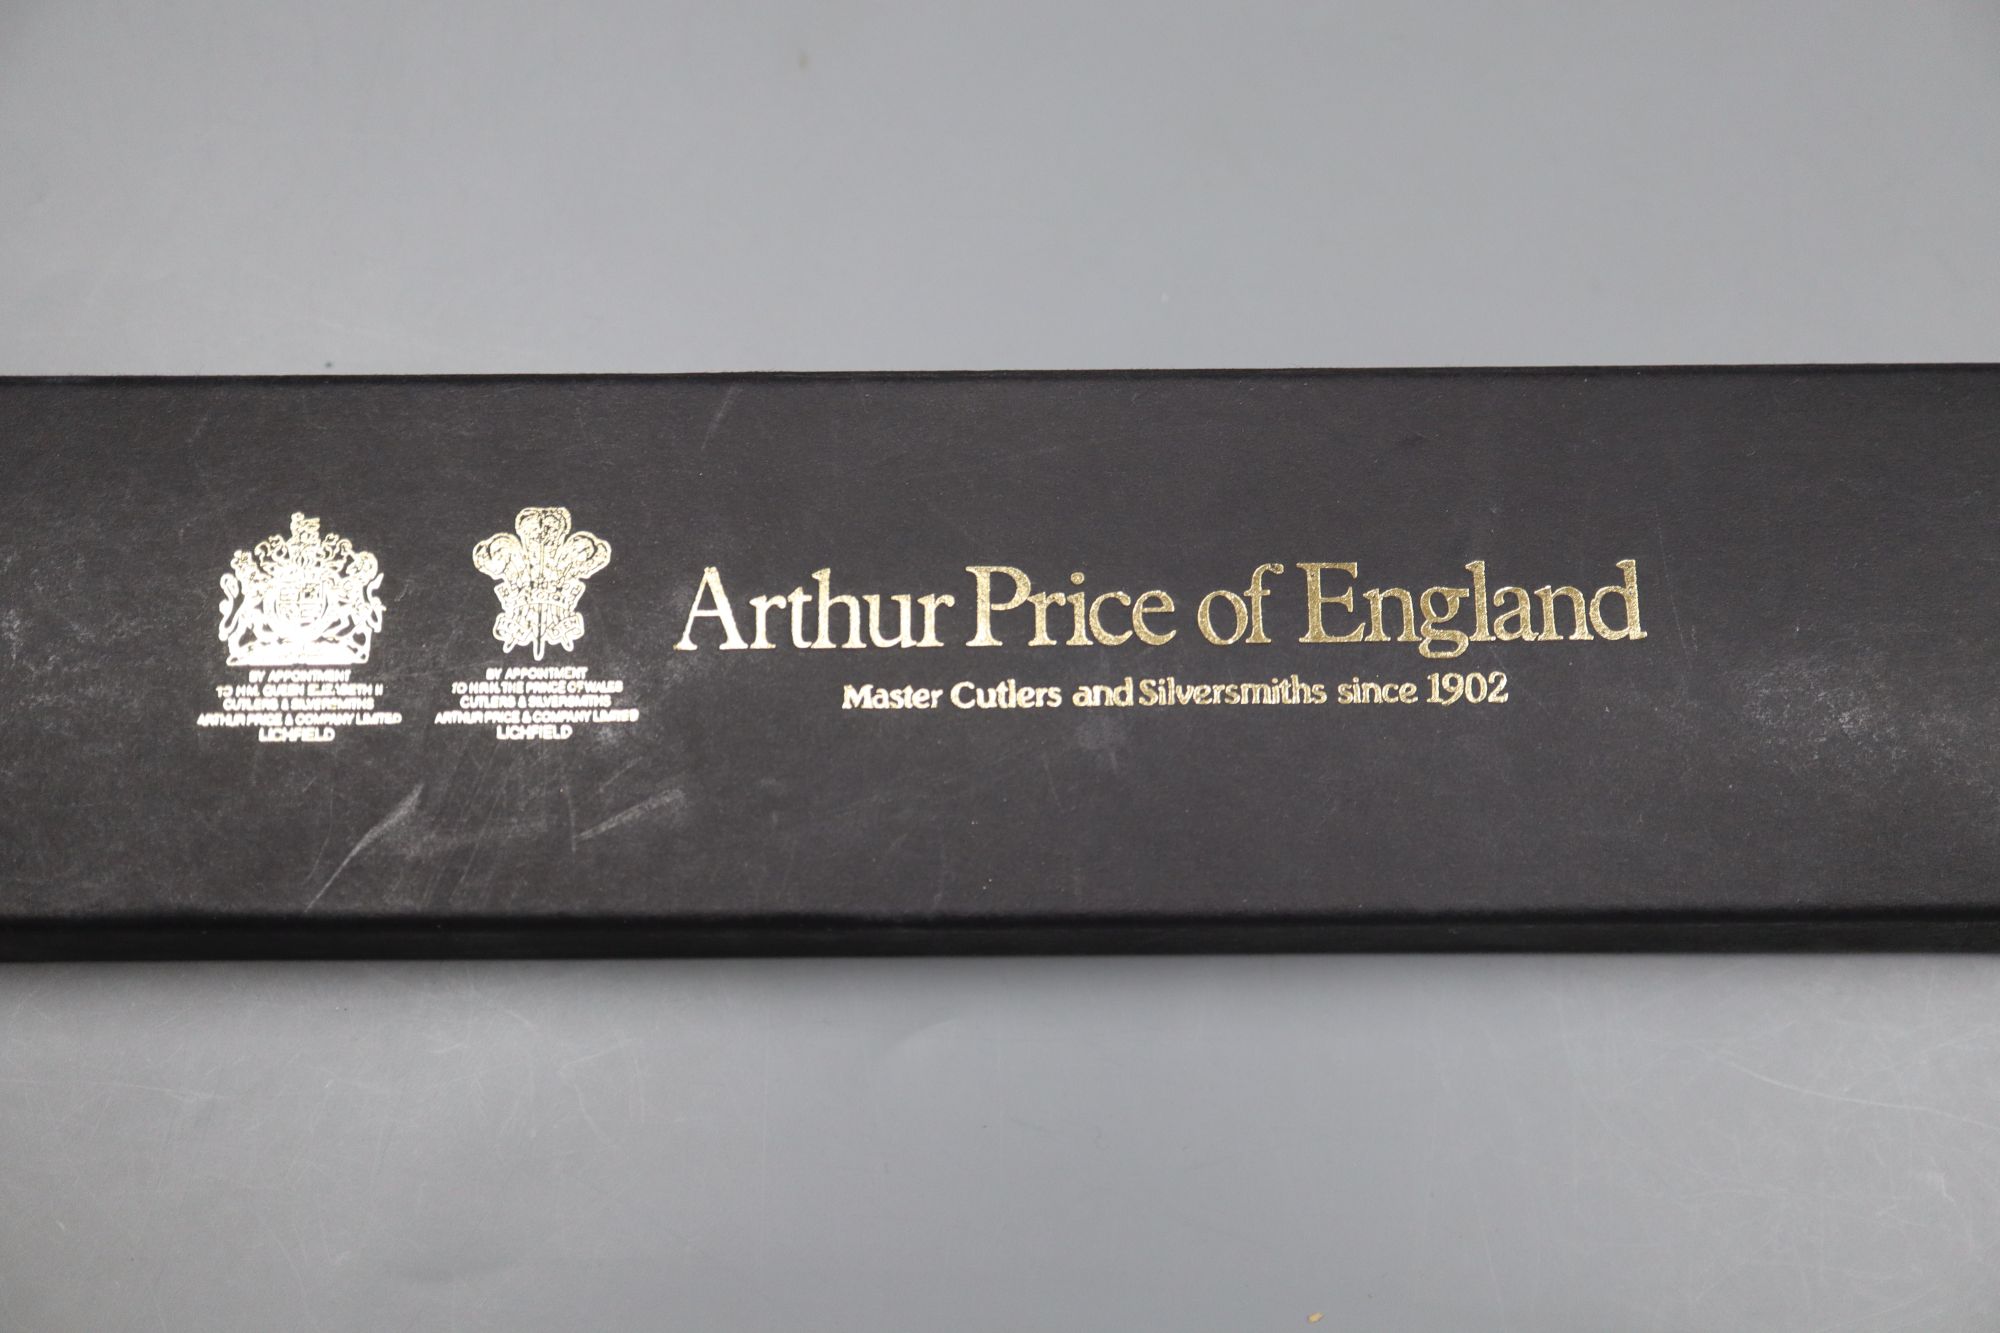 BY APPOINTMENT
TO H.M. QUEEN ELIZABETH II
CUTLERS & SILVERSMITHS
ARTHUR PRICE & COMPANY LIMITED
LICHFIELD
BY APPOINTMENT
TO H.R.H. THE PRINCE OF WALES
CUTLERS & SILVERSMITHS
ARTHUR PRICE & COMPANY LIMITED
LICHFIELD
Arthur Price of England
Master Cutlers and Silversmiths since 1902